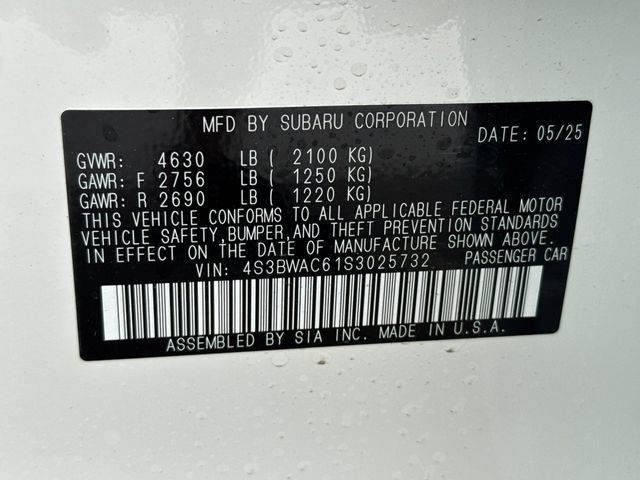 MFD BY SUBARU CORPORATION DATE: 05/25
GVWR: 4630 LB ( 2100 KG)
GAWR: F 2756 LB ( 1250 KG)
GAWR: R 2690 LB ( 1220 KG)
THIS VEHICLE CONFORMS TO ALL APPLICABLE FEDERAL MOTOR
VEHICLE SAFETY, BUMPER, AND THEFT PREVENTION STANDARDS
IN EFFECT ON THE DATE OF MANUFACTURE SHOWN ABOVE.
VIN: 4S3BWAC61S3025732 PASSENGER CAR
ASSEMBLED BY SIA INC. MADE IN U.S.A.